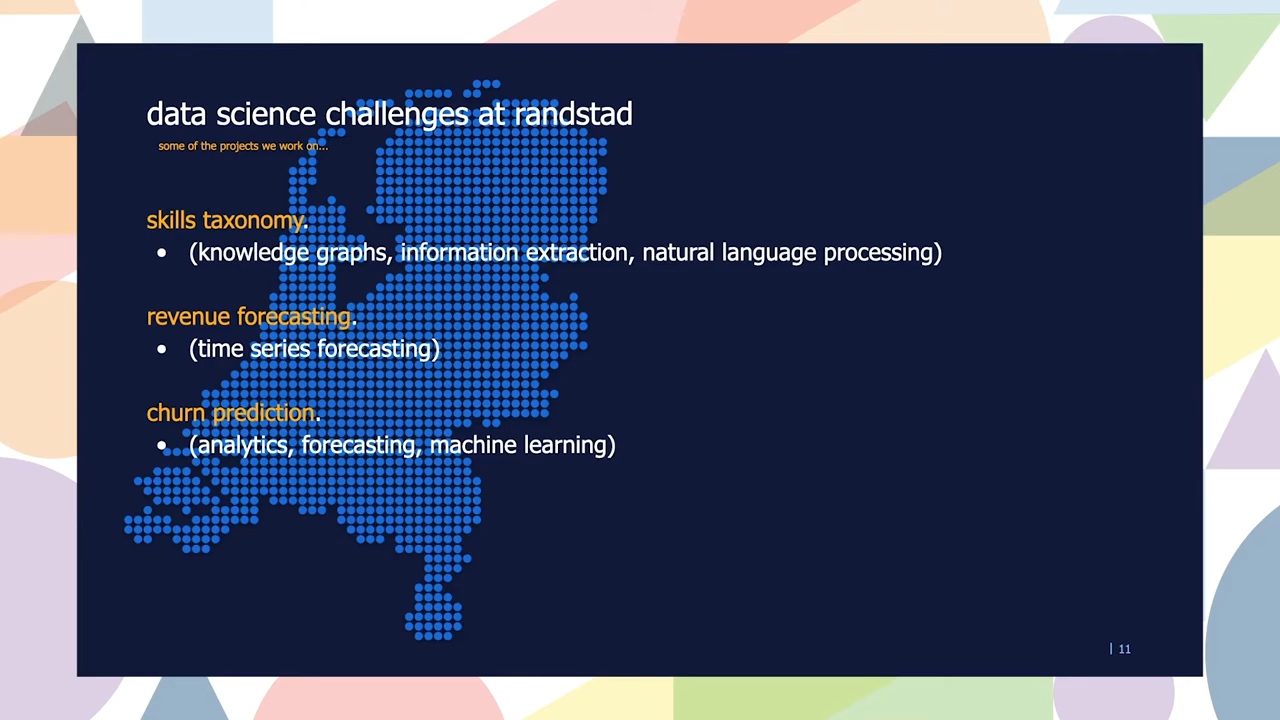 data science challenges at randstad
some of the projects we work on...
skills taxonomy.
• (knowledge graphs, information extraction, natural language processing)
revenue forecasting.
• (time series forecasting)
churn prediction.
• (analytics, forecasting, machine learning)
| 11